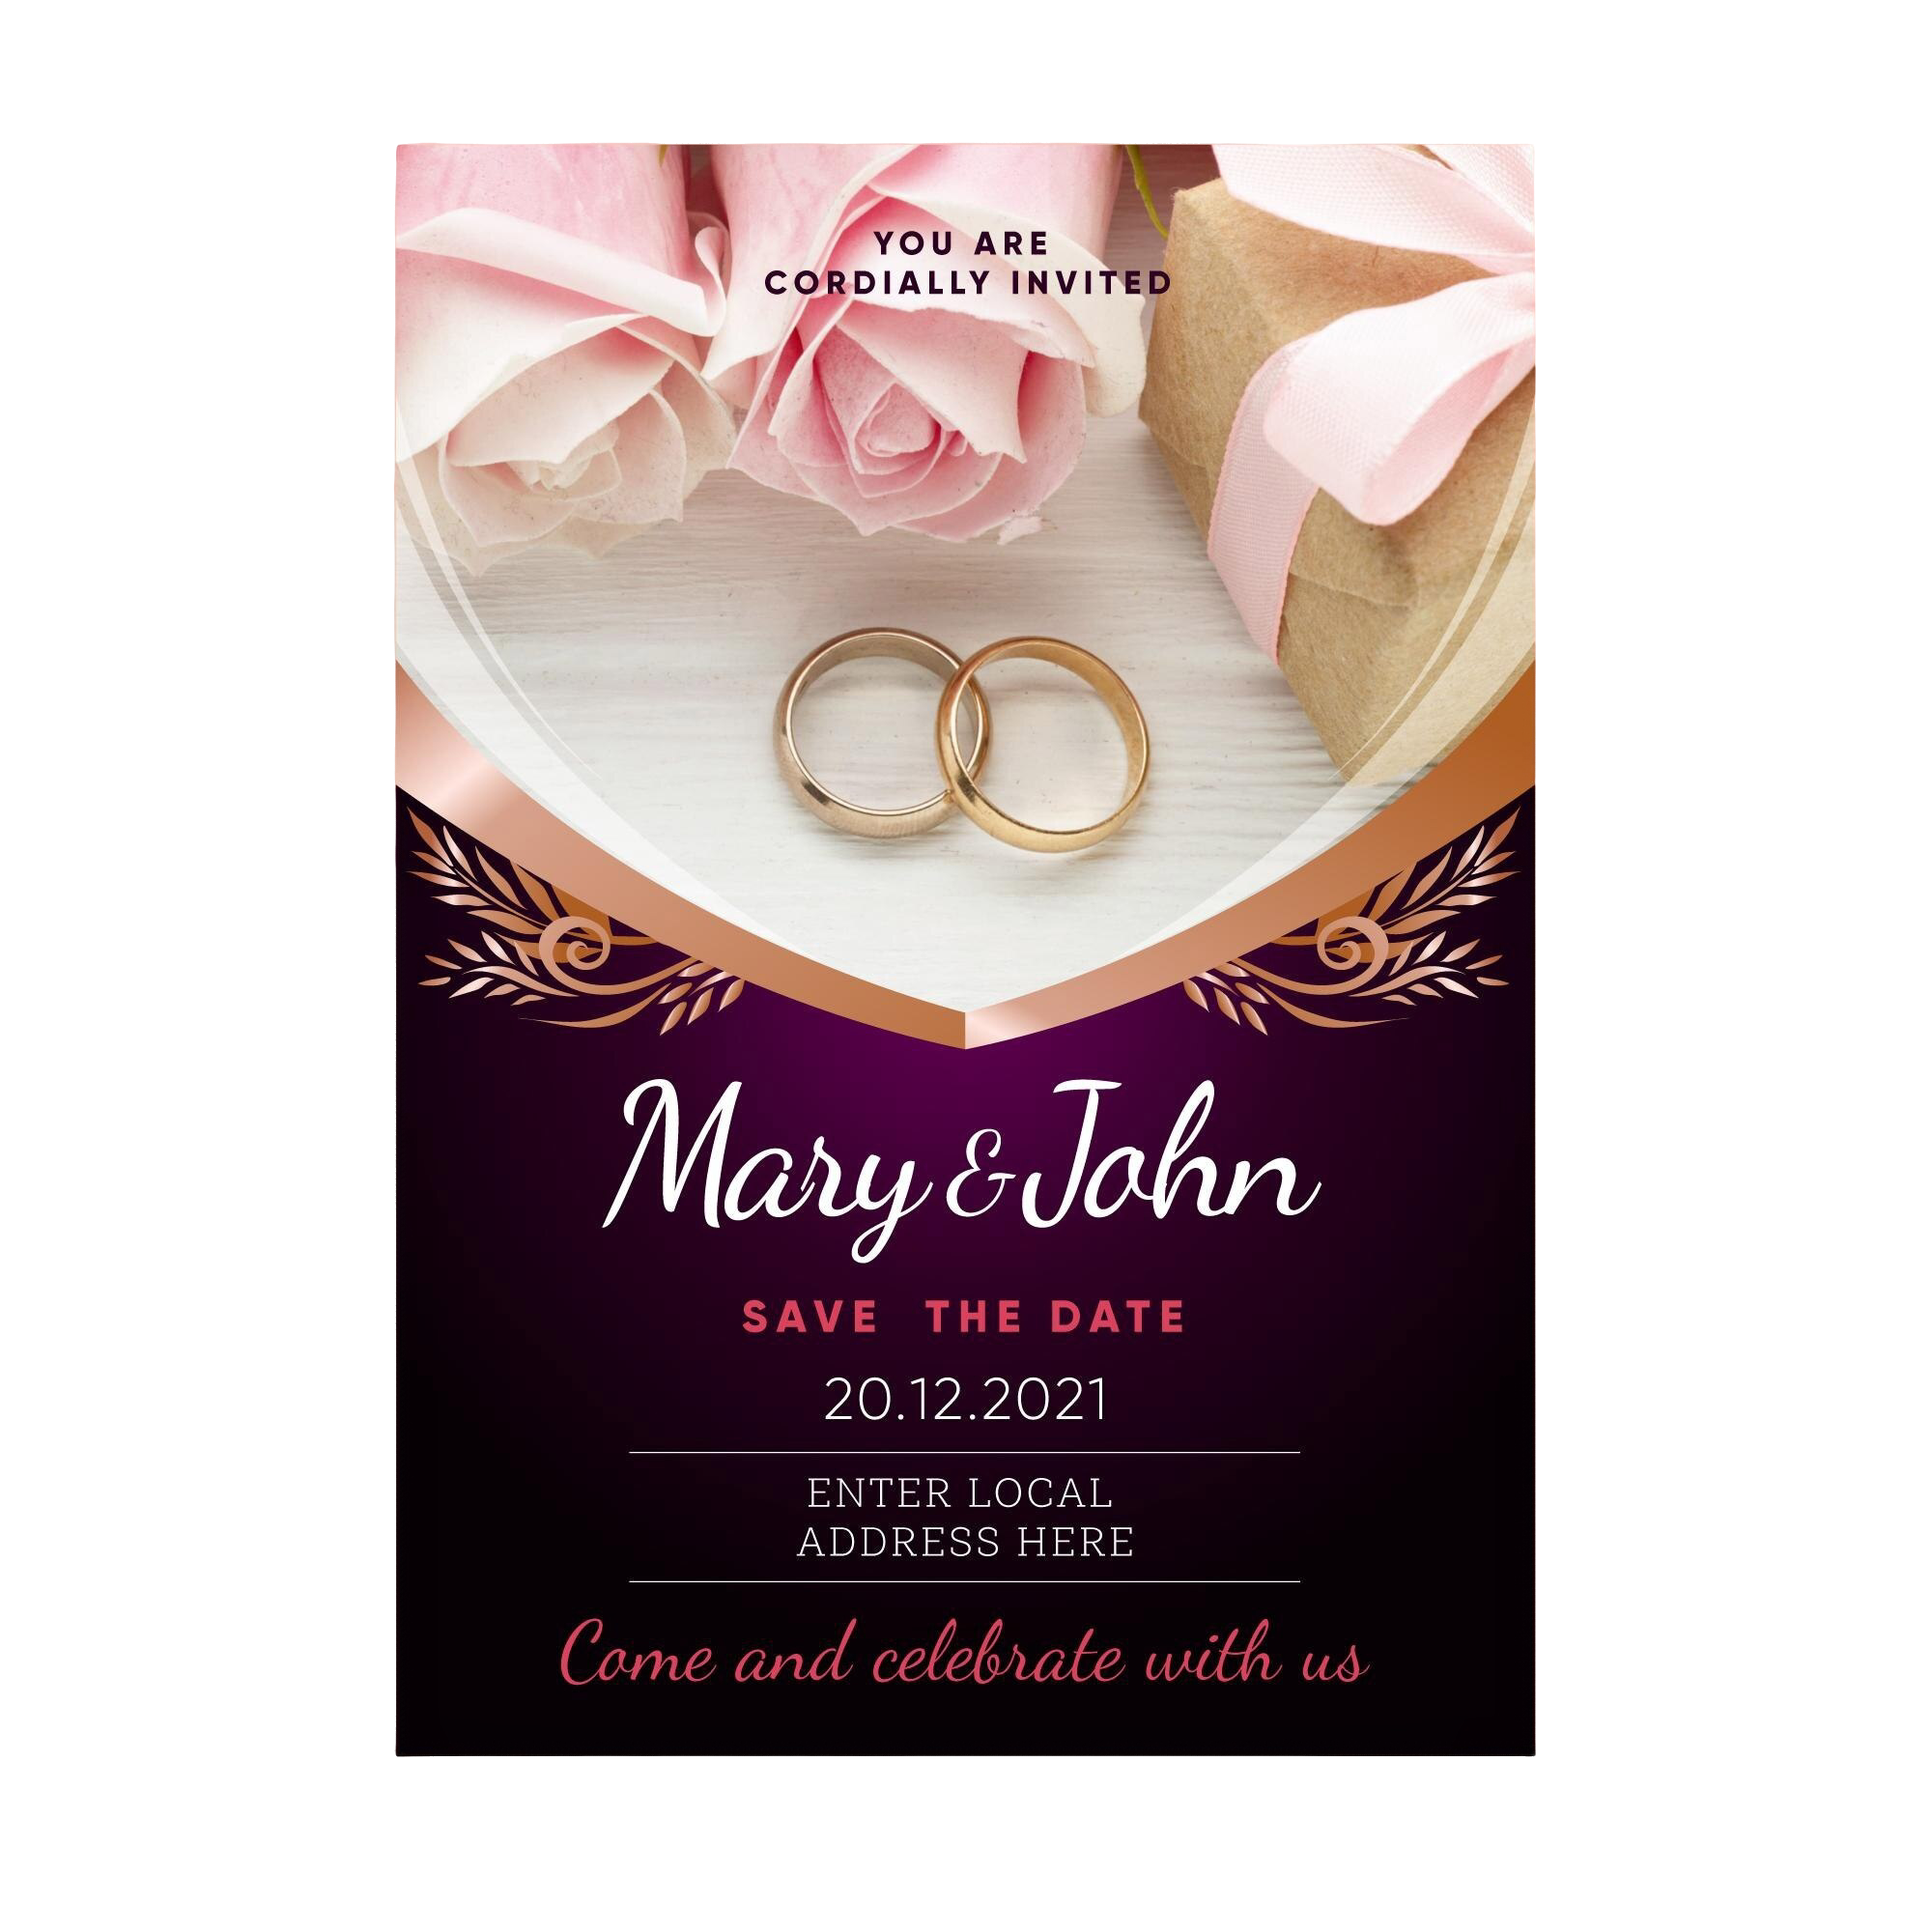 YOU ARE
CORDIALLY INVITED
Mary & John
SAVE THE DATE
20.12.2021
ENTER LOCAL
ADDRESS HERE
Come and celebrate with us